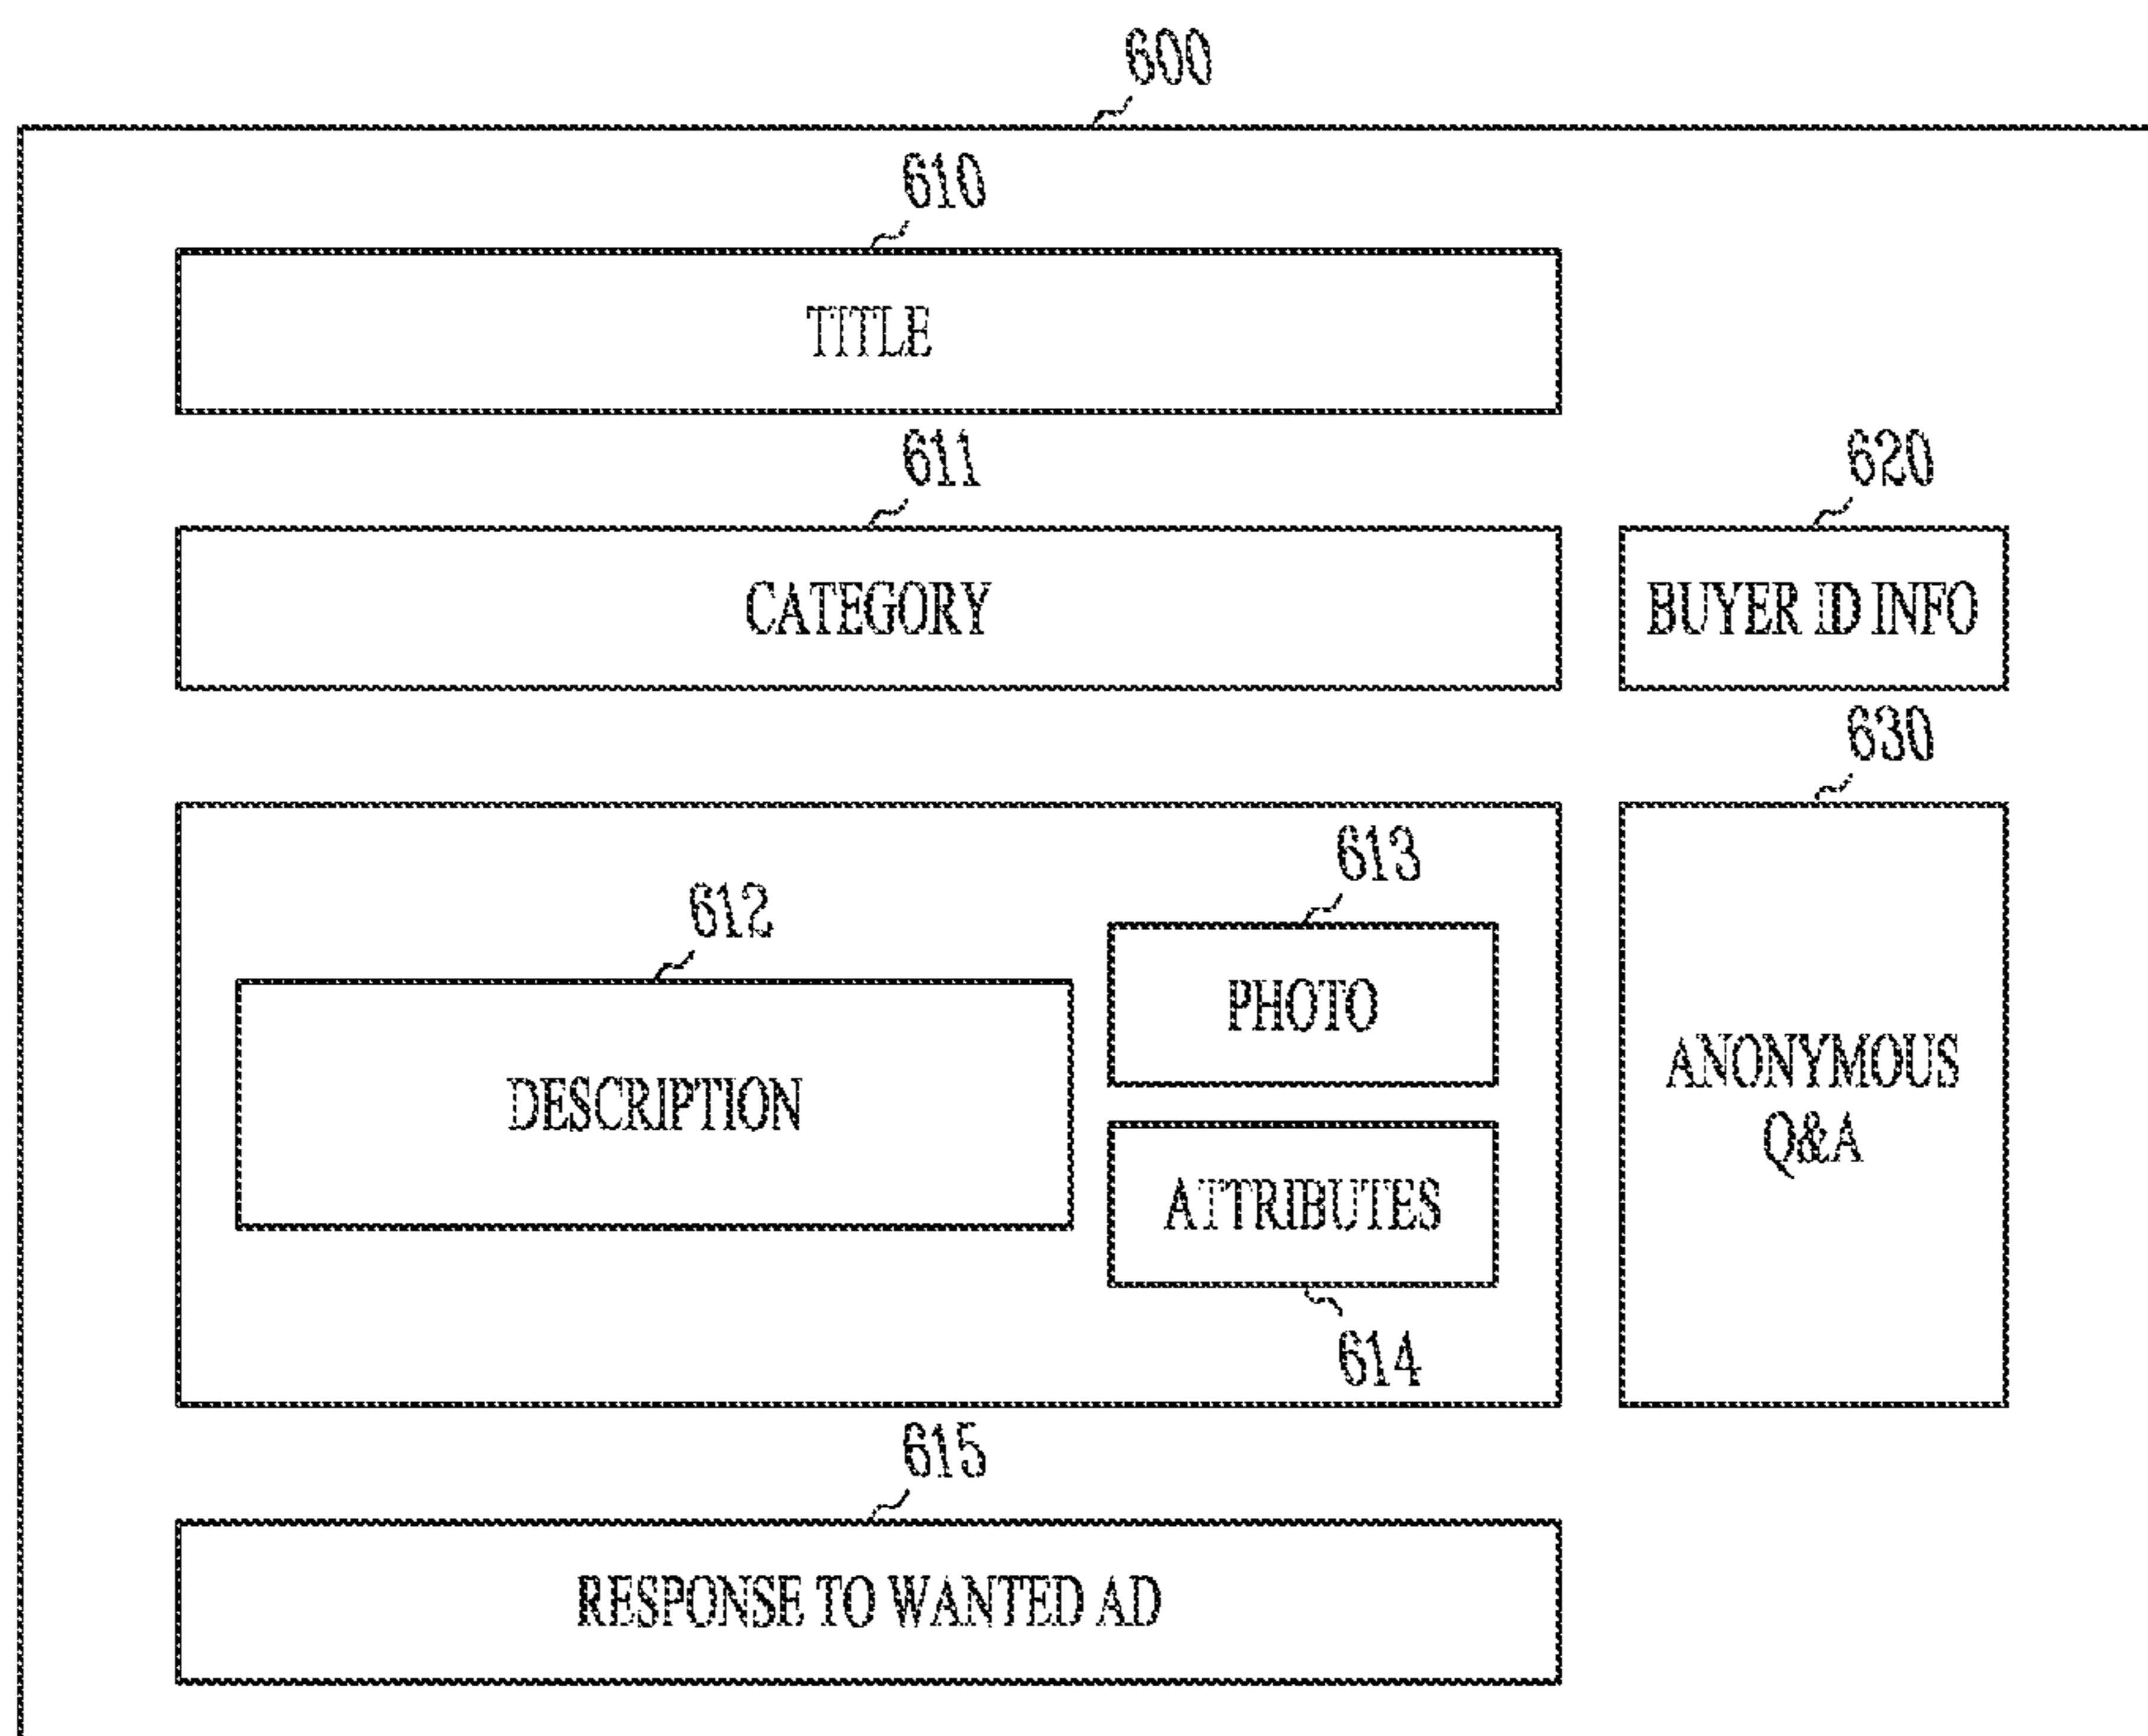 600
610
TITLE
611
CATEGORY
620
BUYER ID INFO
612
DESCRIPTION
613
PHOTO
ATTRIBUTES
614
630
ANONYMOUS
Q&A
615
RESPONSE TO WANTED AD